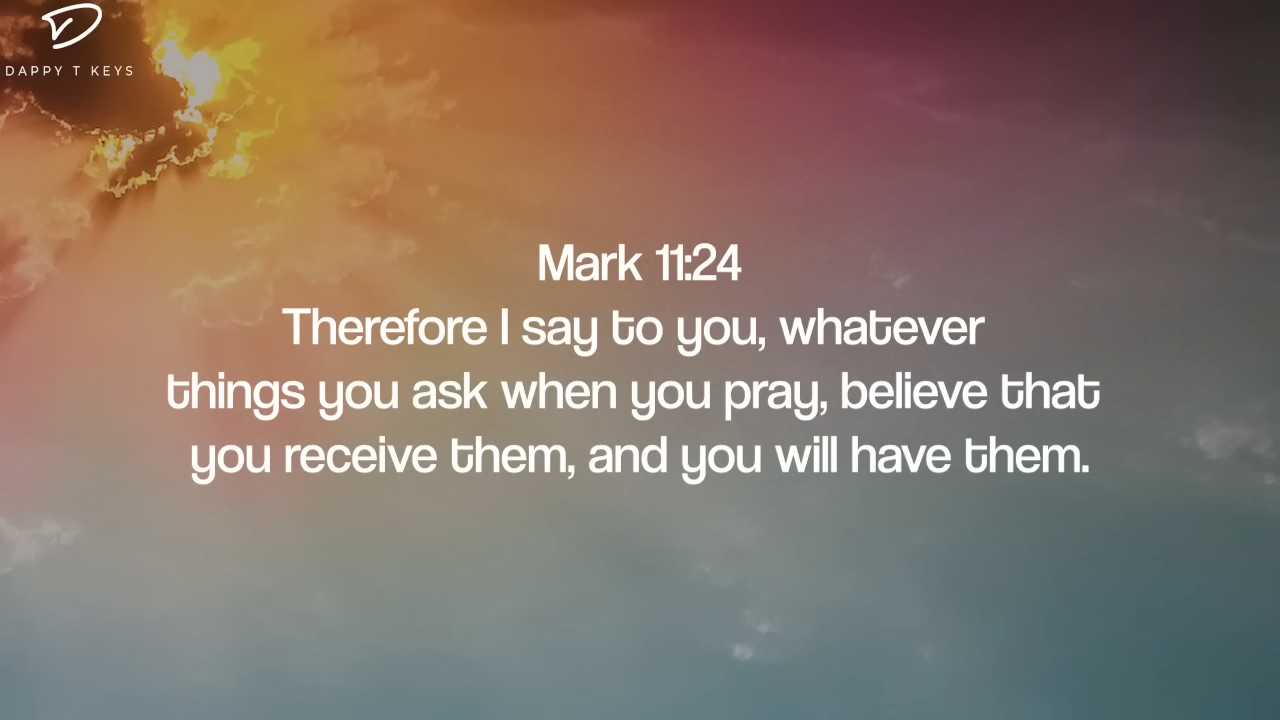 DAPPY T KEYS
Mark 11:24
Therefore I say to you, whatever
things you ask when you pray, believe that
you receive them, and you will have them.